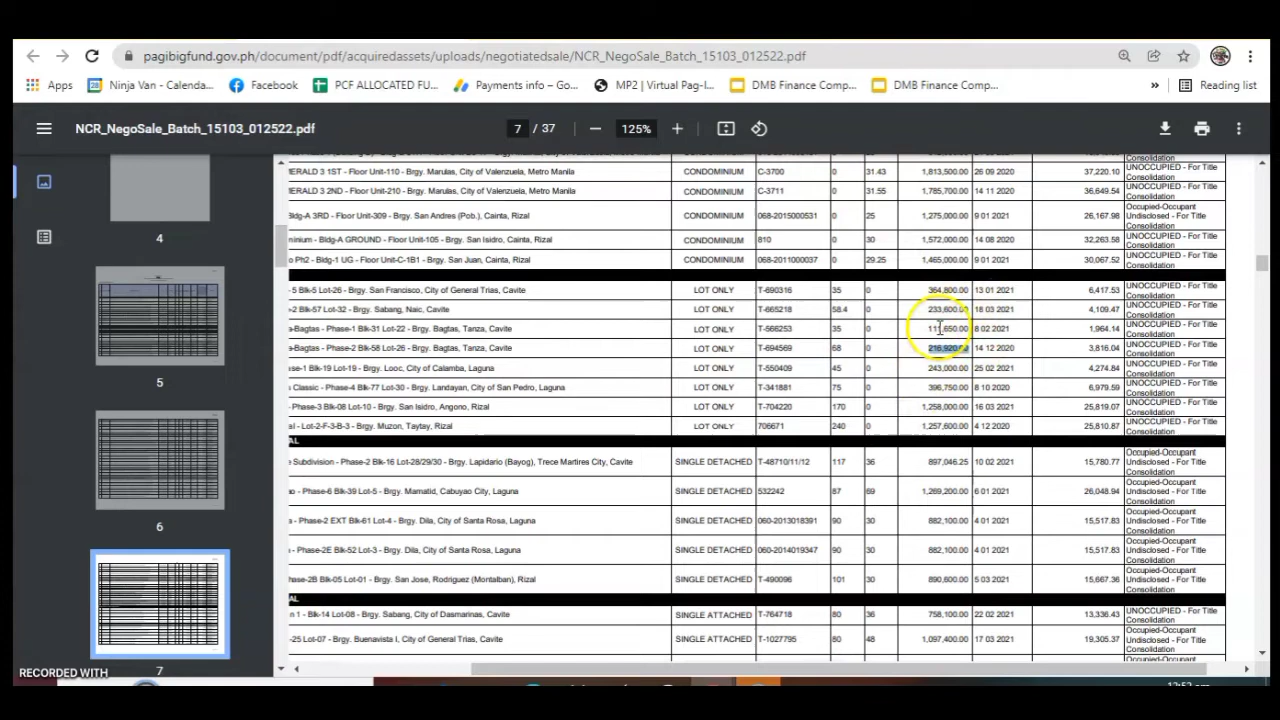 pagibigfund.gov.ph/document/pdf/acquiredassets/uploads/negotiatedsale/NCR_NegoSale_Batch_15103_012522.pdf
Apps Ninja Van - Calenda... Facebook PCF ALLOCATED FU... Payments info – Go... MP2 | Virtual Pag-I... DMB Finance Comp... DMB Finance Comp... » Reading list
NCR_NegoSale_Batch_15103_012522.pdf 7 / 37 125%
Consolidation
ERALD 3 1ST - Floor Unit-110 - Brgy. Marulas, City of Valenzuela, Metro Manila CONDOMINIUM C-3700 0 31.43 1,813,500.00 26 09 2020 37,220.10 UNOCCUPIED - For Title Consolidation
ERALD 3 2ND - Floor Unit-210 - Brgy. Marulas, City of Valenzuela, Metro Manila CONDOMINIUM C-3711 0 31.55 1,785,700.00 14 11 2020 36,649.54 UNOCCUPIED - For Title Consolidation
Bldg-A 3RD - Floor Unit-309 - Brgy. San Andres (Pob.), Cainta, Rizal CONDOMINIUM 068-2015000531 0 25 1,275,000.00 9 01 2021 26,167.98 Occupied-Occupant Undisclosed - For Title Consolidation
minium - Bldg-A GROUND - Floor Unit-105 - Brgy. San Isidro, Cainta, Rizal CONDOMINIUM 810 0 30 1,572,000.00 14 08 2020 32,263.58 UNOCCUPIED - For Title Consolidation
o Ph2 - Bldg-1 UG - Floor Unit-C-1B1 - Brgy. San Juan, Cainta, Rizal CONDOMINIUM 068-2011000037 0 29.25 1,465,000.00 9 01 2021 30,067.52 UNOCCUPIED - For Title Consolidation
5 Blk-5 Lot-26 - Brgy. San Francisco, City of General Trias, Cavite LOT ONLY T-690316 35 0 364,800.00 13 01 2021 6,417.53 UNOCCUPIED - For Title Consolidation
-2 Blk-57 Lot-32 - Brgy. Sabang, Naic, Cavite LOT ONLY T-665218 58.4 0 233,600.00 18 03 2021 4,109.47 UNOCCUPIED - For Title Consolidation
a-Bagtas - Phase-1 Blk-31 Lot-22 - Brgy. Bagtas, Tanza, Cavite LOT ONLY T-566253 35 0 650.00 8 02 2021 1,964.14 UNOCCUPIED - For Title Consolidation
a-Bagtas - Phase-2 Blk-58 Lot-26 - Brgy. Bagtas, Tanza, Cavite LOT ONLY T-694569 68 0 216,920.00 14 12 2020 3,816.04 UNOCCUPIED - For Title Consolidation
se-1 Blk-19 Lot-19 - Brgy. Looc, City of Calamba, Laguna LOT ONLY T-550409 45 0 243,000.00 25 02 2021 4,274.84 UNOCCUPIED - For Title Consolidation
Classic - Phase-4 Blk-77 Lot-30 - Brgy. Landayan, City of San Pedro, Laguna LOT ONLY T-341881 75 0 396,750.00 8 10 2020 6,979.59 UNOCCUPIED - For Title Consolidation
- Phase-3 Blk-08 Lot-10 - Brgy. San Isidro, Angono, Rizal LOT ONLY T-704220 170 0 1,258,000.00 16 03 2021 25,819.07 UNOCCUPIED - For Title Consolidation
al - Lot-2-F-3-B-3 - Brgy. Muzon, Taytay, Rizal LOT ONLY 706671 240 0 1,257,600.00 4 12 2020 25,810.87 UNOCCUPIED - For Title Consolidation
AL
e Subdivision - Phase-2 Blk-16 Lot-28/29/30 - Brgy. Lapidario (Bayog), Trece Martires City, Cavite SINGLE DETACHED T-48710/11/12 117 36 897,046.25 10 02 2021 15,780.77 Occupied-Occupant Undisclosed - For Title Consolidation
ao - Phase-6 Blk-39 Lot-5 - Brgy. Mamatid, Cabuyao City, Laguna SINGLE DETACHED 532242 87 69 1,269,200.00 6 01 2021 26,048.94 Occupied-Occupant Undisclosed - For Title Consolidation
a - Phase-2 EXT Blk-61 Lot-4 - Brgy. Dila, City of Santa Rosa, Laguna SINGLE DETACHED 060-2013018391 90 30 882,100.00 4 01 2021 15,517.83 Occupied-Occupant Undisclosed - For Title Consolidation
- Phase-2E Blk-52 Lot-3 - Brgy. Dila, City of Santa Rosa, Laguna SINGLE DETACHED 060-2014019347 90 30 882,100.00 4 01 2021 15,517.83 Occupied-Occupant Undisclosed - For Title Consolidation
hase-2B Blk-05 Lot-01 - Brgy. San Jose, Rodriguez (Montalban), Rizal SINGLE DETACHED T-490096 101 30 890,600.00 5 03 2021 15,667.36 Occupied-Occupant Undisclosed - For Title Consolidation
AL
n 1 - Blk-14 Lot-08 - Brgy. Sabang, City of Dasmarinas, Cavite SINGLE ATTACHED T-764718 80 36 758,100.00 22 02 2021 13,336.43 UNOCCUPIED - For Title Consolidation
-25 Lot-07 - Brgy. Buenavista I, City of General Trias, Cavite SINGLE ATTACHED T-1027795 80 48 1,097,400.00 17 03 2021 19,305.37 Occupied-Occupant Undisclosed - For Title Consolidation
4
5
6
7
RECORDED WITH